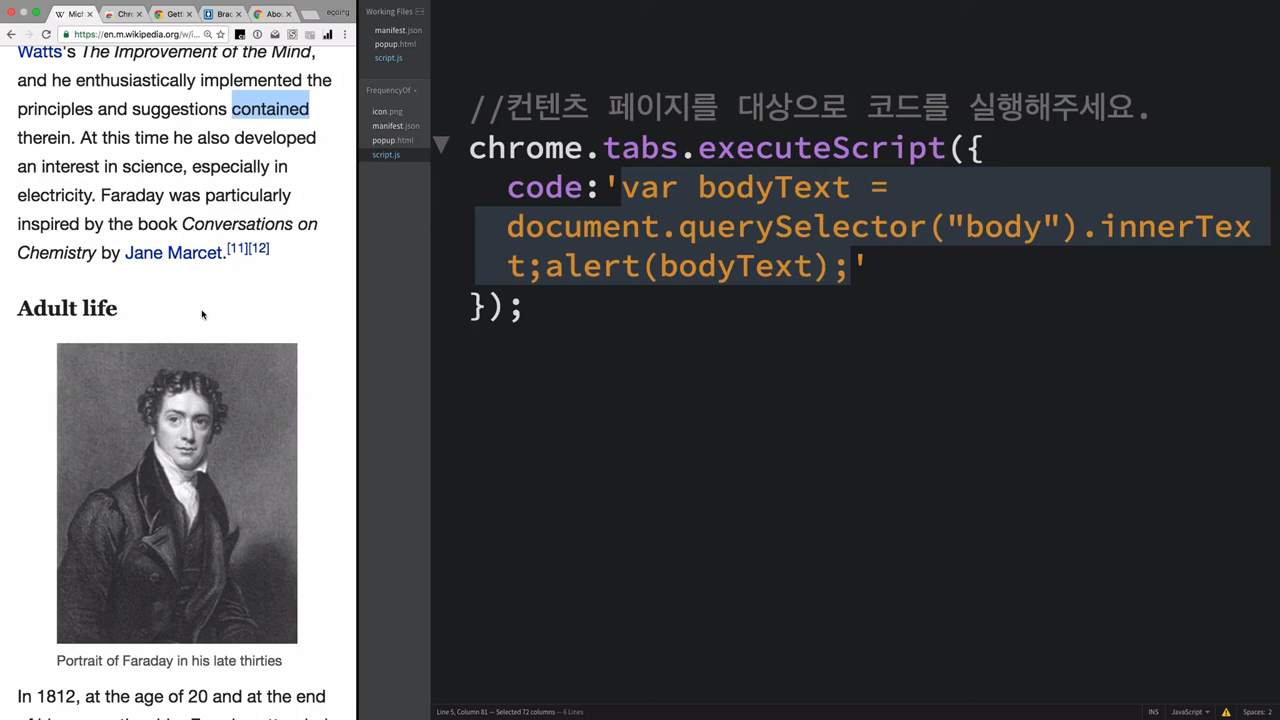 Mich
Chro
Getti
Brac
Abou
egoing
https://en.m.wikipedia.org/w/i
Watts's The Improvement of the Mind,
and he enthusiastically implemented the
principles and suggestions contained
therein. At this time he also developed
an interest in science, especially in
electricity. Faraday was particularly
inspired by the book Conversations on
Chemistry by Jane Marcet.[11][12]
Adult life
Portrait of Faraday in his late thirties
In 1812, at the age of 20 and at the end
Working Files
manifest.json
popup.html
script.js
FrequencyOf
icon.png
manifest.json
popup.html
script.js
//컨텐츠 페이지를 대상으로 코드를 실행해주세요.
chrome.tabs.executeScript({
code:'var bodyText =
document.querySelector("body").innerTex
t;alert(bodyText);'
});
Line 5, Column 81 — Selected 72 columns — 6 Lines
INS
JavaScript
Spaces: 2